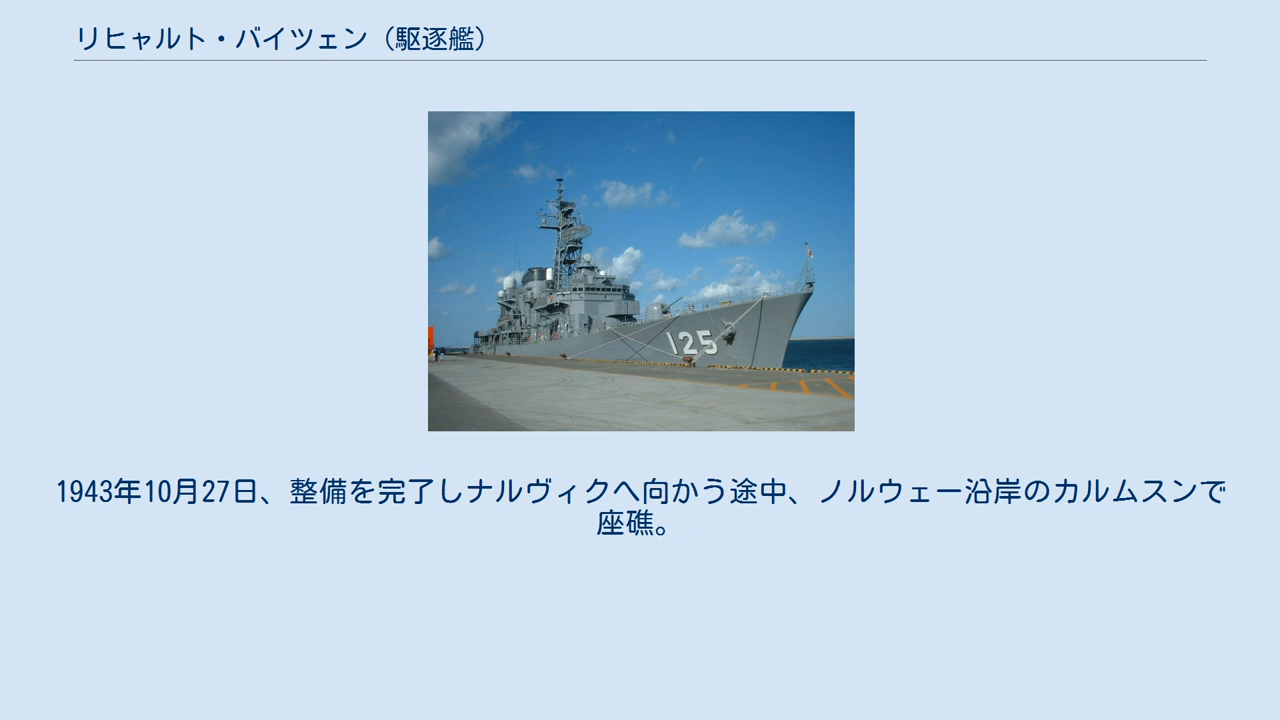 リヒャルト・バイツェン（駆逐艦）
125
1943年10月27日、整備を完了しナルヴィクへ向かう途中、ノルウェー沿岸のカルムスンで
座礁。